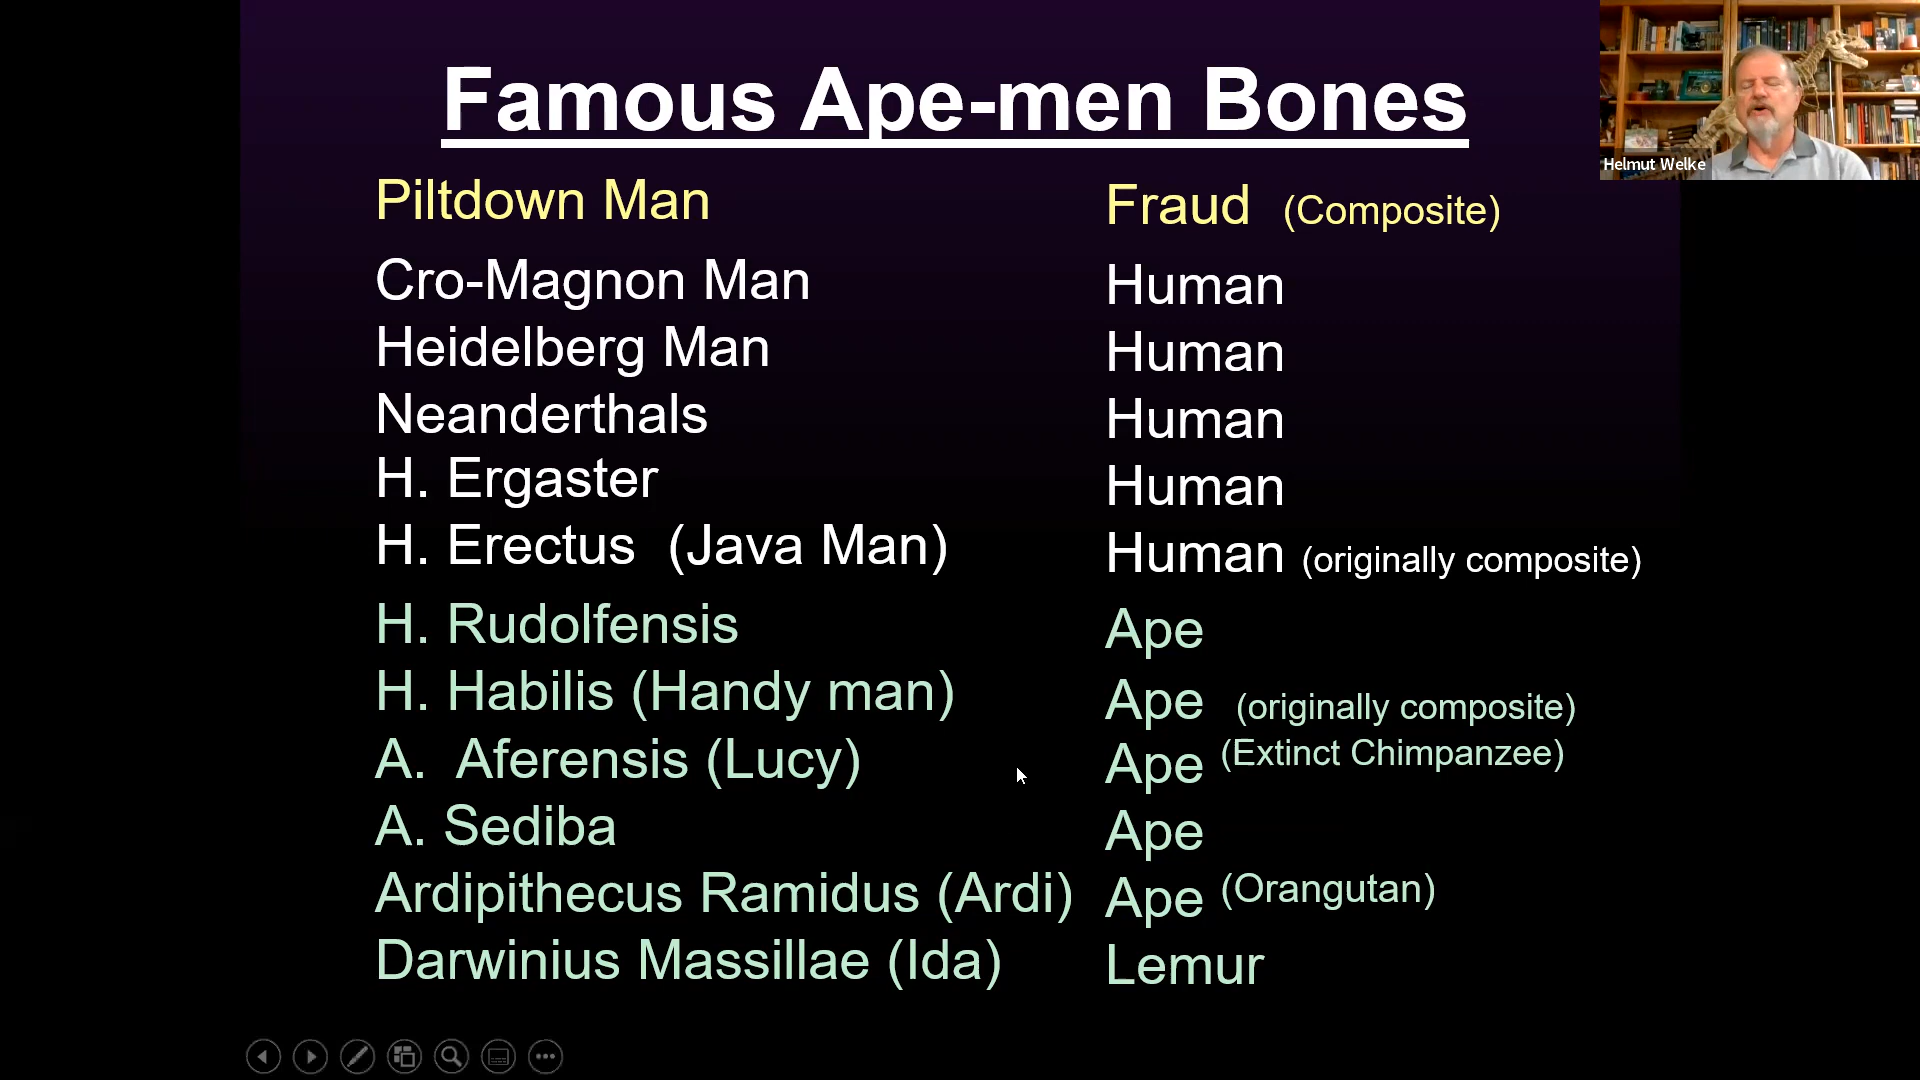 Famous Ape-men Bones
Helmut Welke
Piltdown Man Fraud (Composite)
Cro-Magnon Man Human
Heidelberg Man Human
Neanderthals Human
H. Ergaster Human
H. Erectus (Java Man) Human (originally composite)
H. Rudolfensis Ape
H. Habilis (Handy man) Ape (originally composite)
A. Aferensis (Lucy) Ape (Extinct Chimpanzee)
A. Sediba Ape
Ardipithecus Ramidus (Ardi) Ape (Orangutan)
Darwinius Massillae (Ida) Lemur